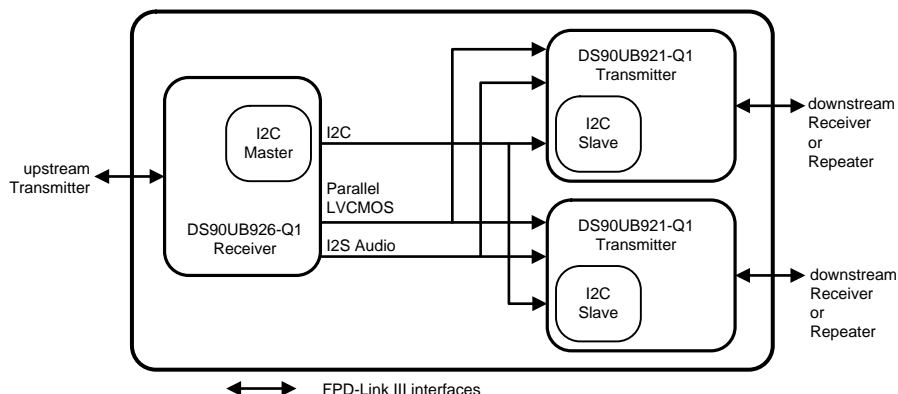 upstream
Transmitter
I2C
Master
DS90UB926-Q1
Receiver
I2C
Parallel
LVCMOS
I2S Audio
DS90UB921-Q1
Transmitter
I2C
Slave
DS90UB921-Q1
Transmitter
I2C
Slave
downstream
Receiver
or
Repeater
downstream
Receiver
or
Repeater
FPD-Link III interfaces